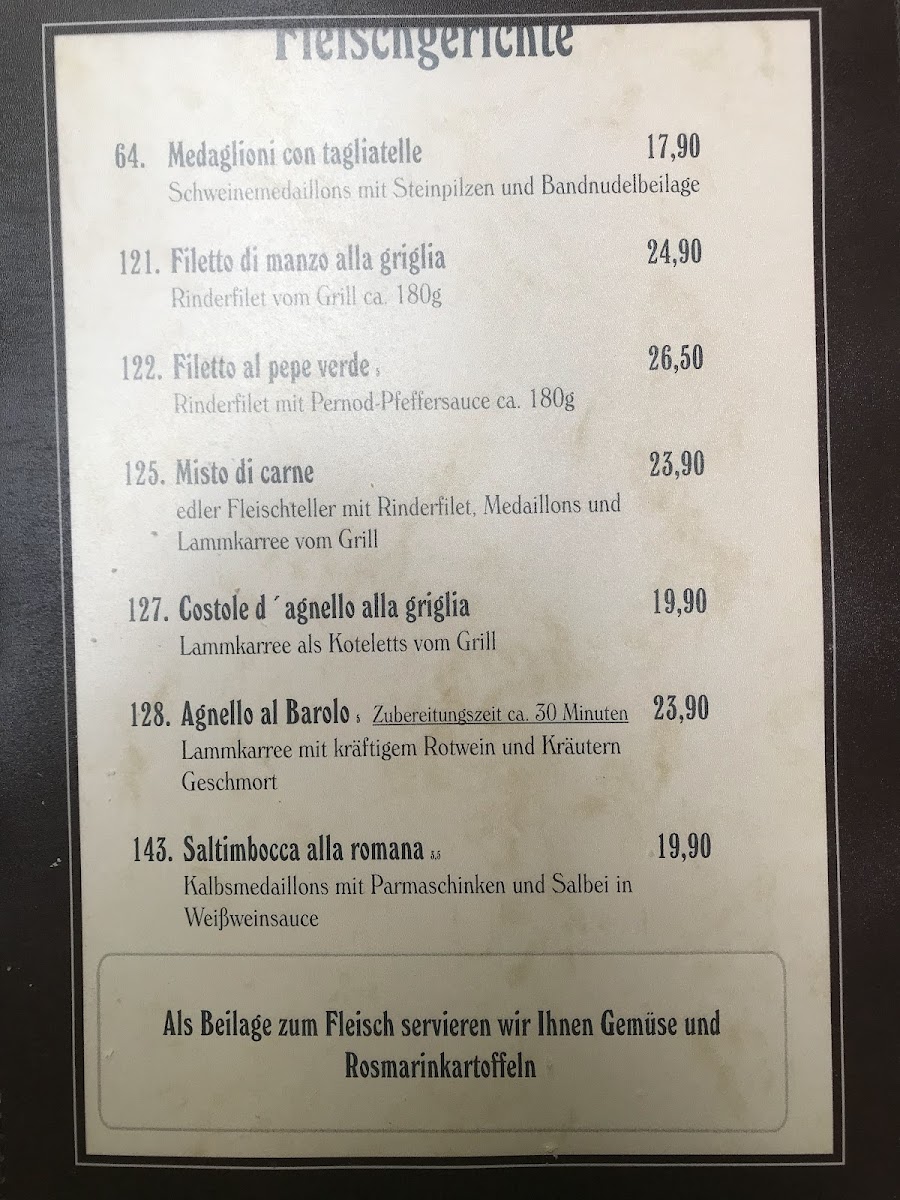 Fleischgerichte
64. Medaglioni con tagliatelle 17,90
Schweinemedaillons mit Steinpilzen und Bandnudelbeilage
121. Filetto di manzo alla griglia 24,90
Rinderfilet vom Grill ca. 180g
122. Filetto al pepe verde 5 26,50
Rinderfilet mit Pernod-Pfeffersauce ca. 180g
125. Misto di carne 23,90
edler Fleischteller mit Rinderfilet, Medaillons und
Lammkarree vom Grill
127. Costole d´agnello alla griglia 19,90
Lammkarree als Koteletts vom Grill
128. Agnello al Barolo 5 Zubereitungszeit ca. 30 Minuten 23,90
Lammkarree mit kräftigem Rotwein und Kräutern
Geschmort
143. Saltimbocca alla romana 3,5 19,90
Kalbsmedaillons mit Parmaschinken und Salbei in
Weißweinsauce
Als Beilage zum Fleisch servieren wir Ihnen Gemüse und
Rosmarinkartoffeln